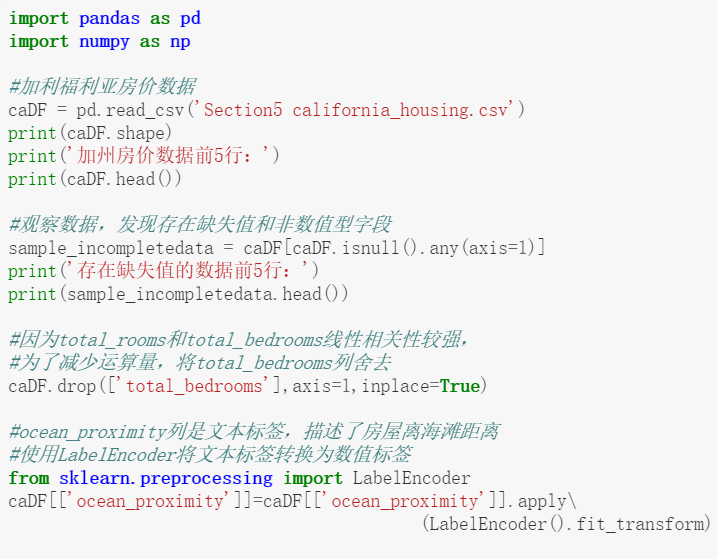 import pandas as pd
import numpy as np
#加利福利亚房价数据
caDF = pd.read_csv('Section5 california_housing.csv')
print(caDF.shape)
print('加州房价数据前5行：')
print(caDF.head())
#观察数据，发现存在缺失值和非数值型字段
sample_incompletedata = caDF[caDF.isnull().any(axis=1)]
print('存在缺失值的数据前5行：')
print(sample_incompletedata.head())
#因为total_rooms和total_bedrooms线性相关性较强，
#为了减少运算量，将total_bedrooms列舍去
caDF.drop(['total_bedrooms'],axis=1,inplace=True)
#ocean_proximity列是文本标签，描述了房屋离海滩距离
#使用LabelEncoder将文本标签转换为数值标签
from sklearn.preprocessing import LabelEncoder
caDF[['ocean_proximity']]=caDF[['ocean_proximity']].apply\
(LabelEncoder().fit_transform)